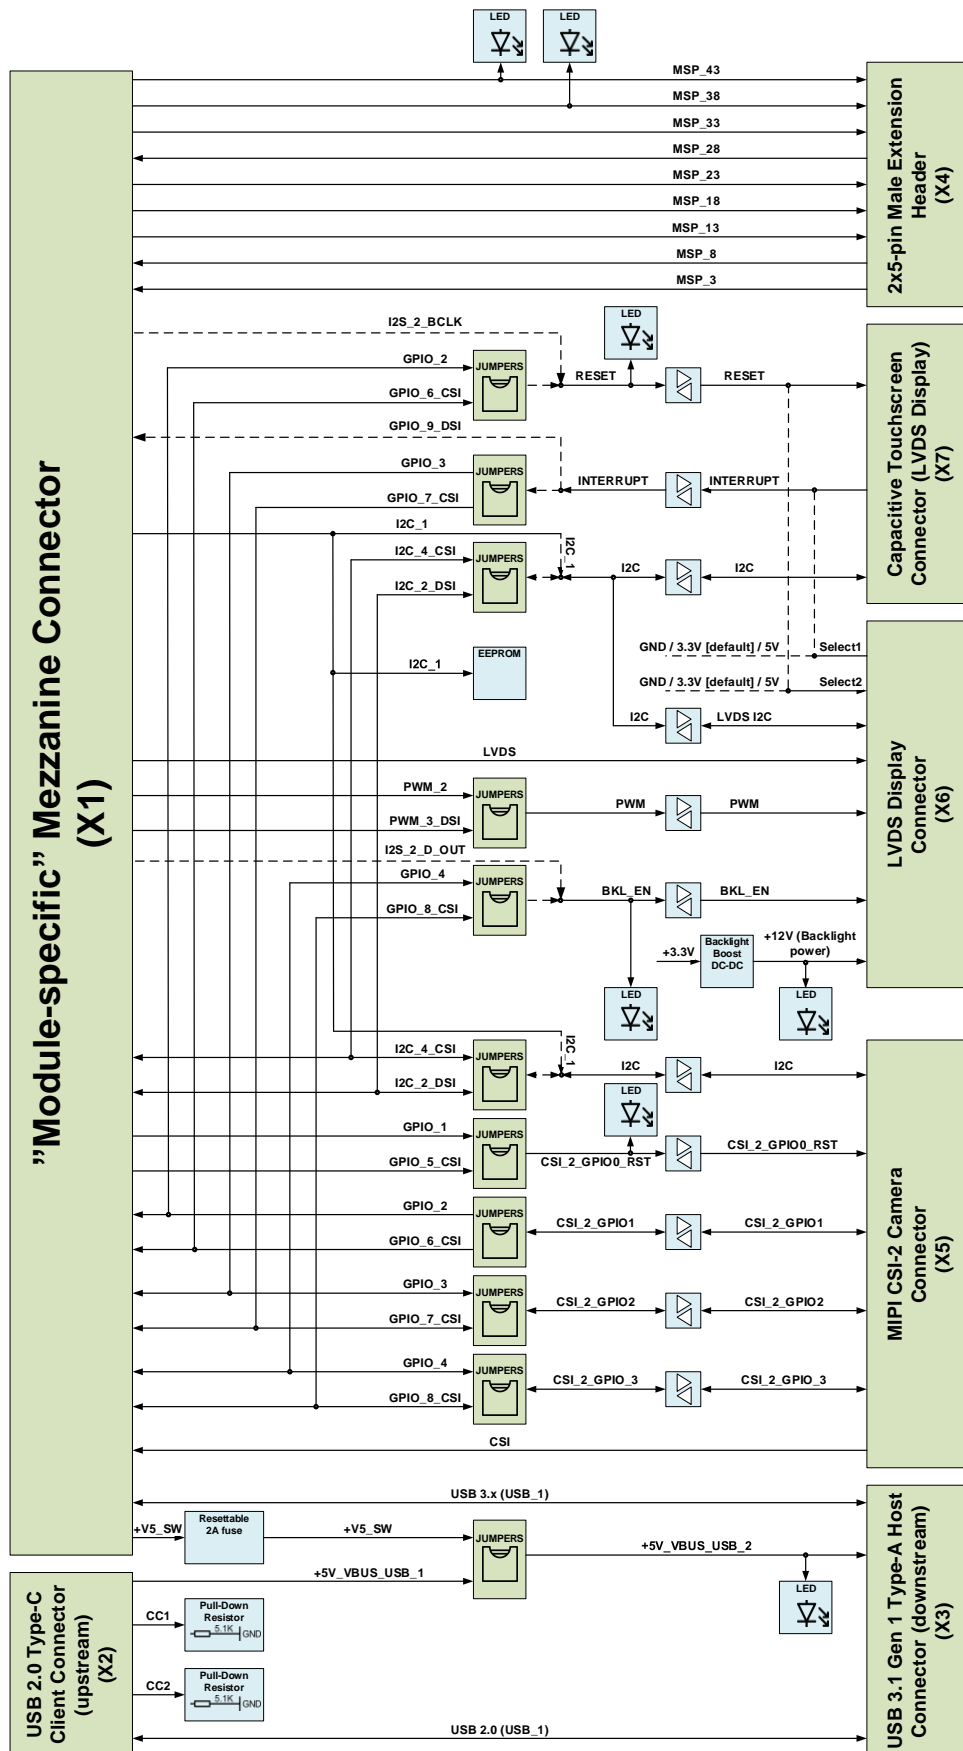 LED
LED
MSP_43
MSP_38
MSP_33
MSP_28
MSP_23
MSP_18
MSP_13
MSP_8
MSP_3
2x5-pin Male Extension
Header
(X4)
"Module-specific" Mezzanine Connector
(X1)
I2S_2_BCLK
GPIO_2
GPIO_6_CSI
JUMPERS
RESET
LED
RESET
GPIO_9_DSI
GPIO_3
GPIO_7_CSI
JUMPERS
INTERRUPT
INTERRUPT
I2C_1
I2C_4_CSI
I2C_2_DSI
JUMPERS
I2C_1
I2C
I2C
Capacitive Touchscreen
Connector (LVDS Display)
(X7)
I2C_1
EEPROM
GND / 3.3V [default] / 5V
Select1
GND / 3.3V [default] / 5V
Select2
I2C
LVDS I2C
LVDS
PWM_2
PWM_3_DSI
JUMPERS
PWM
PWM
I2S_2_D_OUT
GPIO_4
GPIO_8_CSI
JUMPERS
BKL_EN
BKL_EN
+3.3V
Backlight
Boost
DC-DC
+12V (Backlight
power)
LED
LED
LVDS Display
Connector
(X6)
I2C_4_CSI
I2C_2_DSI
JUMPERS
I2C_1
I2C
I2C
LED
GPIO_1
GPIO_5_CSI
JUMPERS
CSI_2_GPIO0_RST
CSI_2_GPIO0_RST
GPIO_2
GPIO_6_CSI
JUMPERS
CSI_2_GPIO1
CSI_2_GPIO1
GPIO_3
GPIO_7_CSI
JUMPERS
CSI_2_GPIO2
CSI_2_GPIO2
GPIO_4
GPIO_8_CSI
JUMPERS
CSI_2_GPIO_3
CSI_2_GPIO_3
CSI
MIPI CSI-2 Camera
Connector
(X5)
USB 3.x (USB_1)
+V5_SW
Resettable
2A fuse
+V5_SW
JUMPERS
+5V_VBUS_USB_2
+5V_VBUS_USB_1
LED
CC1
Pull-Down
Resistor
5.1K
GND
CC2
Pull-Down
Resistor
5.1K
GND
USB 2.0 (USB_1)
USB 2.0 Type-C
Client Connector
(upstream)
(X2)
USB 3.1 Gen 1 Type-A Host
Connector (downstream)
(X3)